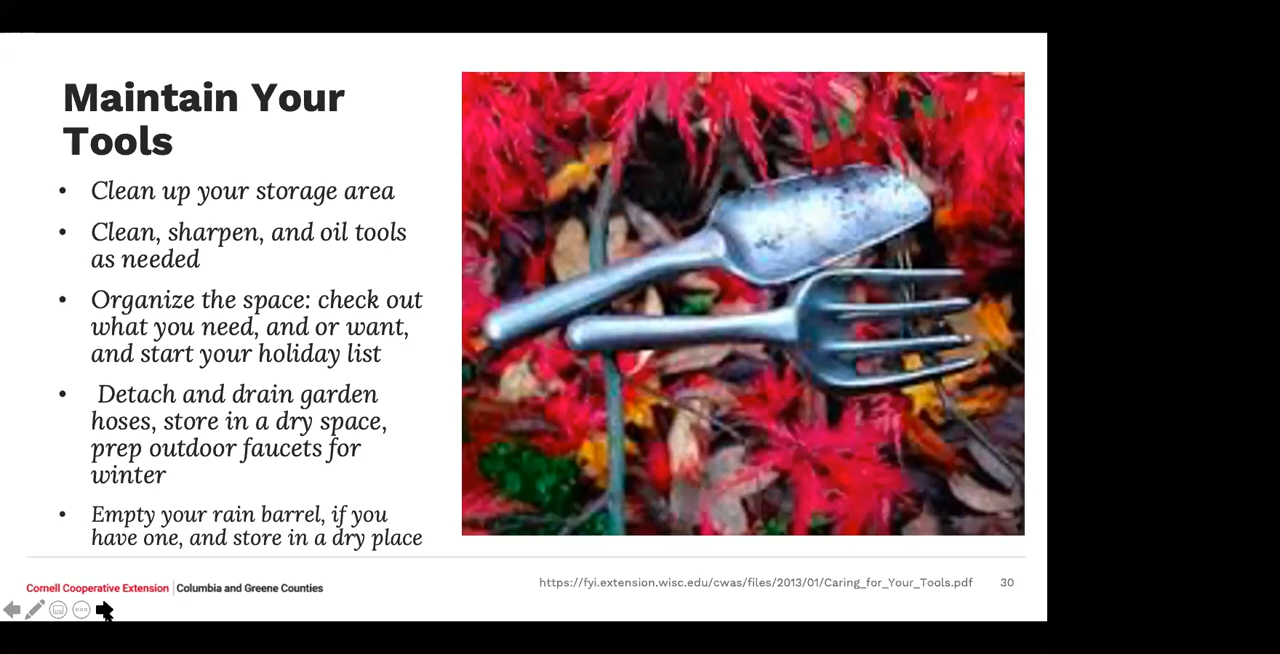 Maintain Your
Tools
• Clean up your storage area
• Clean, sharpen, and oil tools
as needed
• Organize the space: check out
what you need, and or want,
and start your holiday list
• Detach and drain garden
hoses, store in a dry space,
prep outdoor faucets for
winter
• Empty your rain barrel, if you
have one, and store in a dry place
Cornell Cooperative Extension | Columbia and Greene Counties
https://fyi.extension.wisc.edu/cwas/files/2013/01/Caring_for_Your_Tools.pdf 30